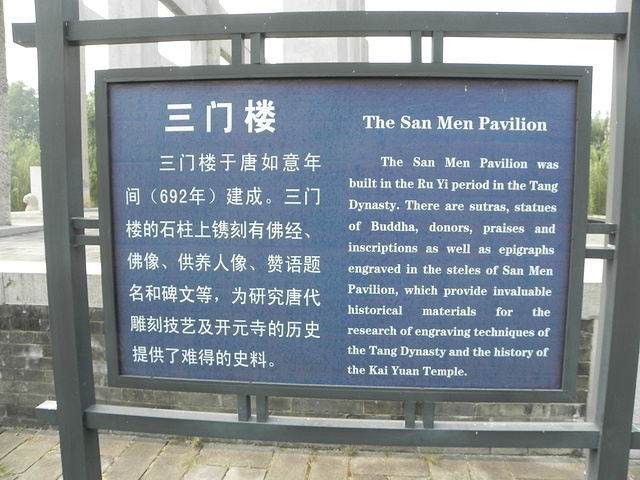 三门楼
三门楼于唐如意年
间（692年）建成。三门
楼的石柱上镌刻有佛经、
佛像、供养人像、赞语题
名和碑文等，为研究唐代
雕刻技艺及开元寺的历史
提供了难得的史料。
The San Men Pavilion
The San Men Pavilion was
built in the Ru Yi period in the Tang
Dynasty. There are sutras, statues
of Buddha, donors, praises and
inscriptions as well as epigraphs
engraved in the steles of San Men
Pavilion, which provide invaluable
historical materials for the
research of engraving techniques of
the Tang Dynasty and the history of
the Kai Yuan Temple.